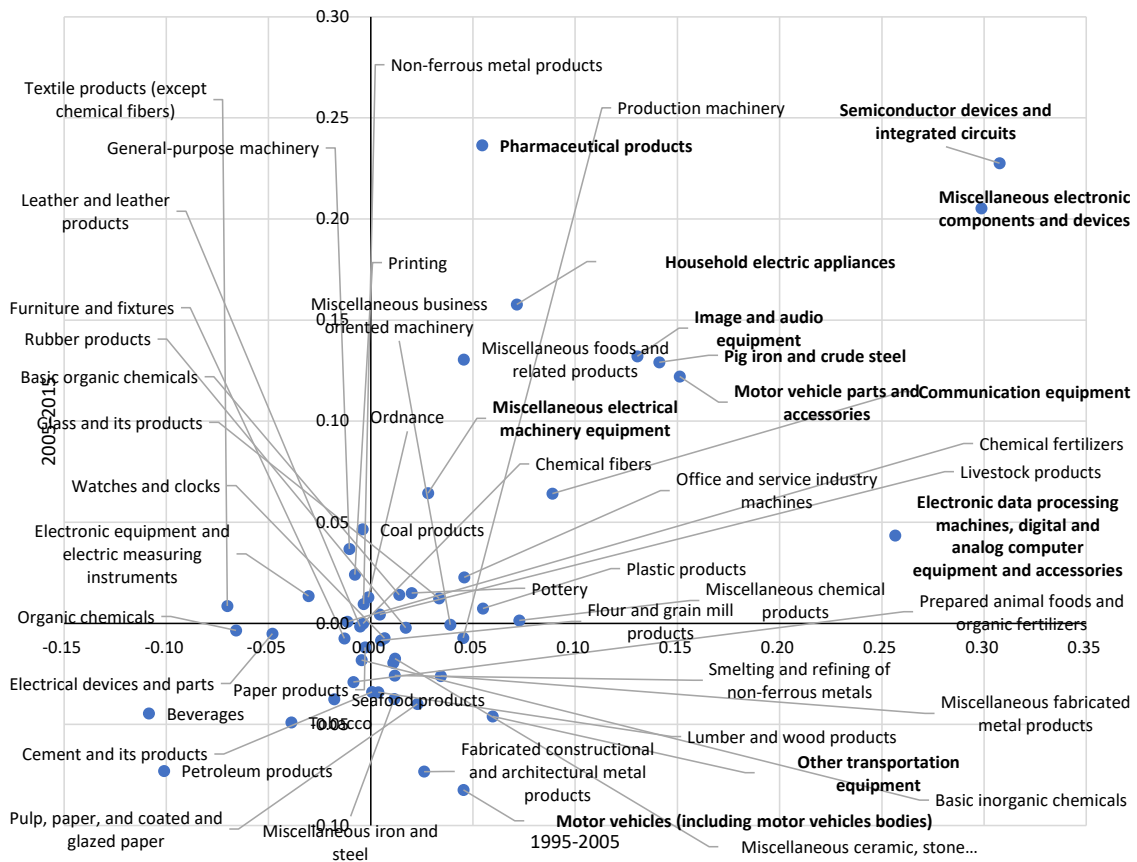 0.30
Non-ferrous metal products
Textile products (except
chemical fibers)
Production machinery
0.25
Semiconductor devices and
integrated circuits
General-purpose machinery
Pharmaceutical products
0.20
Leather and leather
products
Miscellaneous electronic
components and devices
Printing
Household electric appliances
Furniture and fixtures
0.15
Miscellaneous business
oriented machinery
Image and audio
equipment
Rubber products
Miscellaneous foods and
related products
Pig iron and crude steel
Basic organic chemicals
Motor vehicle parts and
accessories
Communication equipment
2005-2015
0.10
Glass and its products
Ordnance
Miscellaneous electrical
machinery equipment
Chemical fertilizers
Chemical fibers
Livestock products
Office and service industry
machines
Watches and clocks
0.05
Coal products
Electronic data processing
machines, digital and
analog computer
equipment and accessories
Electronic equipment and
electric measuring
instruments
Plastic products
Pottery
Miscellaneous chemical
products
Organic chemicals
0.00
Flour and grain mill
products
Prepared animal foods and
organic fertilizers
-0.15
-0.10
-0.05
0.00
0.05
0.10
0.15
0.20
0.25
0.30
0.35
Electrical devices and parts
Paper products
Seafood products
Smelting and refining of
non-ferrous metals
Miscellaneous fabricated
metal products
Beverages
Tobacco
0.05
Lumber and wood products
Cement and its products
Petroleum products
Fabricated constructional
and architectural metal
products
Other transportation
equipment
Basic inorganic chemicals
Pulp, paper, and coated and
glazed paper
0.10
Miscellaneous iron and
steel
Motor vehicles (including motor vehicles bodies)
1995-2005
Miscellaneous ceramic, stone…